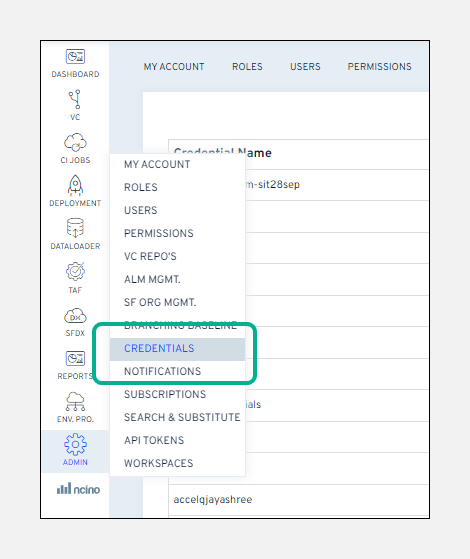 DASHBOARD
VC
CI JOBS
DEPLOYMENT
DATALOADER
TAF
DX
SFDX
REPORTS
ENV. PRO.
ADMIN
ncino
MY ACCOUNT ROLES USERS PERMISSIONS
Credential Name
m-sit28sep
MY ACCOUNT
ROLES
USERS
PERMISSIONS
VC REPO'S
ALM MGMT.
SF ORG MGMT.
BRANCHING BASELINE
CREDENTIALS
NOTIFICATIONS
SUBSCRIPTIONS
SEARCH & SUBSTITUTE
API TOKENS
WORKSPACES
ials
accelqjayashree